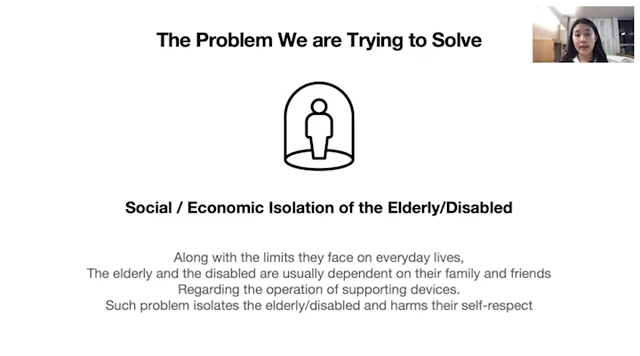 The Problem We are Trying to Solve
Social / Economic Isolation of the Elderly/Disabled
Along with the limits they face on everyday lives,
The elderly and the disabled are usually dependent on their family and friends
Regarding the operation of supporting devices.
Such problem isolates the elderly/disabled and harms their self-respect